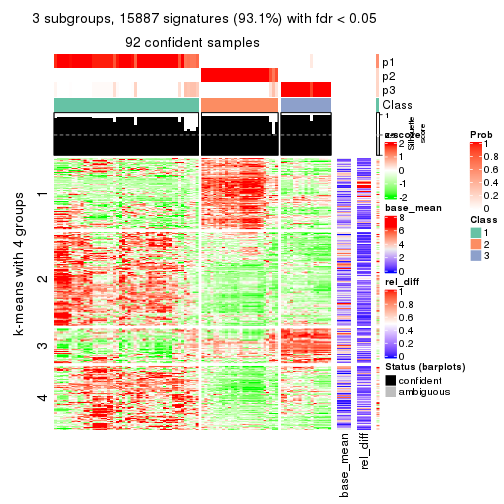 3 subgroups, 15887 signatures (93.1%) with fdr < 0.05
92 confident samples
p1
p2
p3
Class
1
Silhouette
score
k-means with 4 groups
1
2
3
4
base_mean
rel_diff
z-score
2
1
0
-1
-2
base_mean
8
6
4
2
0
rel_diff
1
0.8
0.6
0.4
0.2
0
Status (barplots)
confident
ambiguous
Prob
1
0.8
0.6
0.4
0.2
0
Class
1
2
3